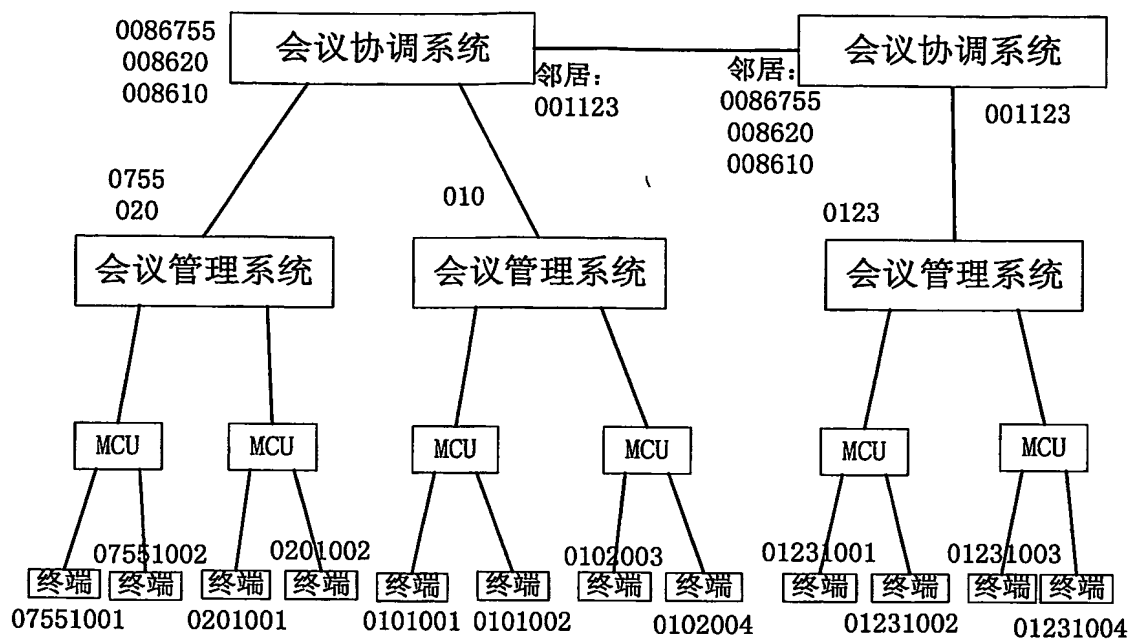 0086755
008620
008610
会议协调系统
邻居:
001123
会议协调系统
邻居:
0086755
008620
008610
001123
0755
020
010
0123
会议管理系统
会议管理系统
会议管理系统
MCU
MCU
MCU
MCU
MCU
MCU
07551002
0201002
0102003
01231001
01231003
终端
终端
终端
终端
终端
终端
终端
终端
终端
终端
终端
终端
07551001
0201001
0101001
0101002
0102004
01231002
01231004